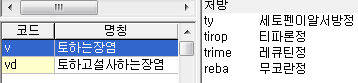 코드 명칭
v 토하는장염
vd 토하고설사하는장염
처방
ty 세토펜이알서방정
tirop 티파론정
trime 레큐틴정
reba 무코란정